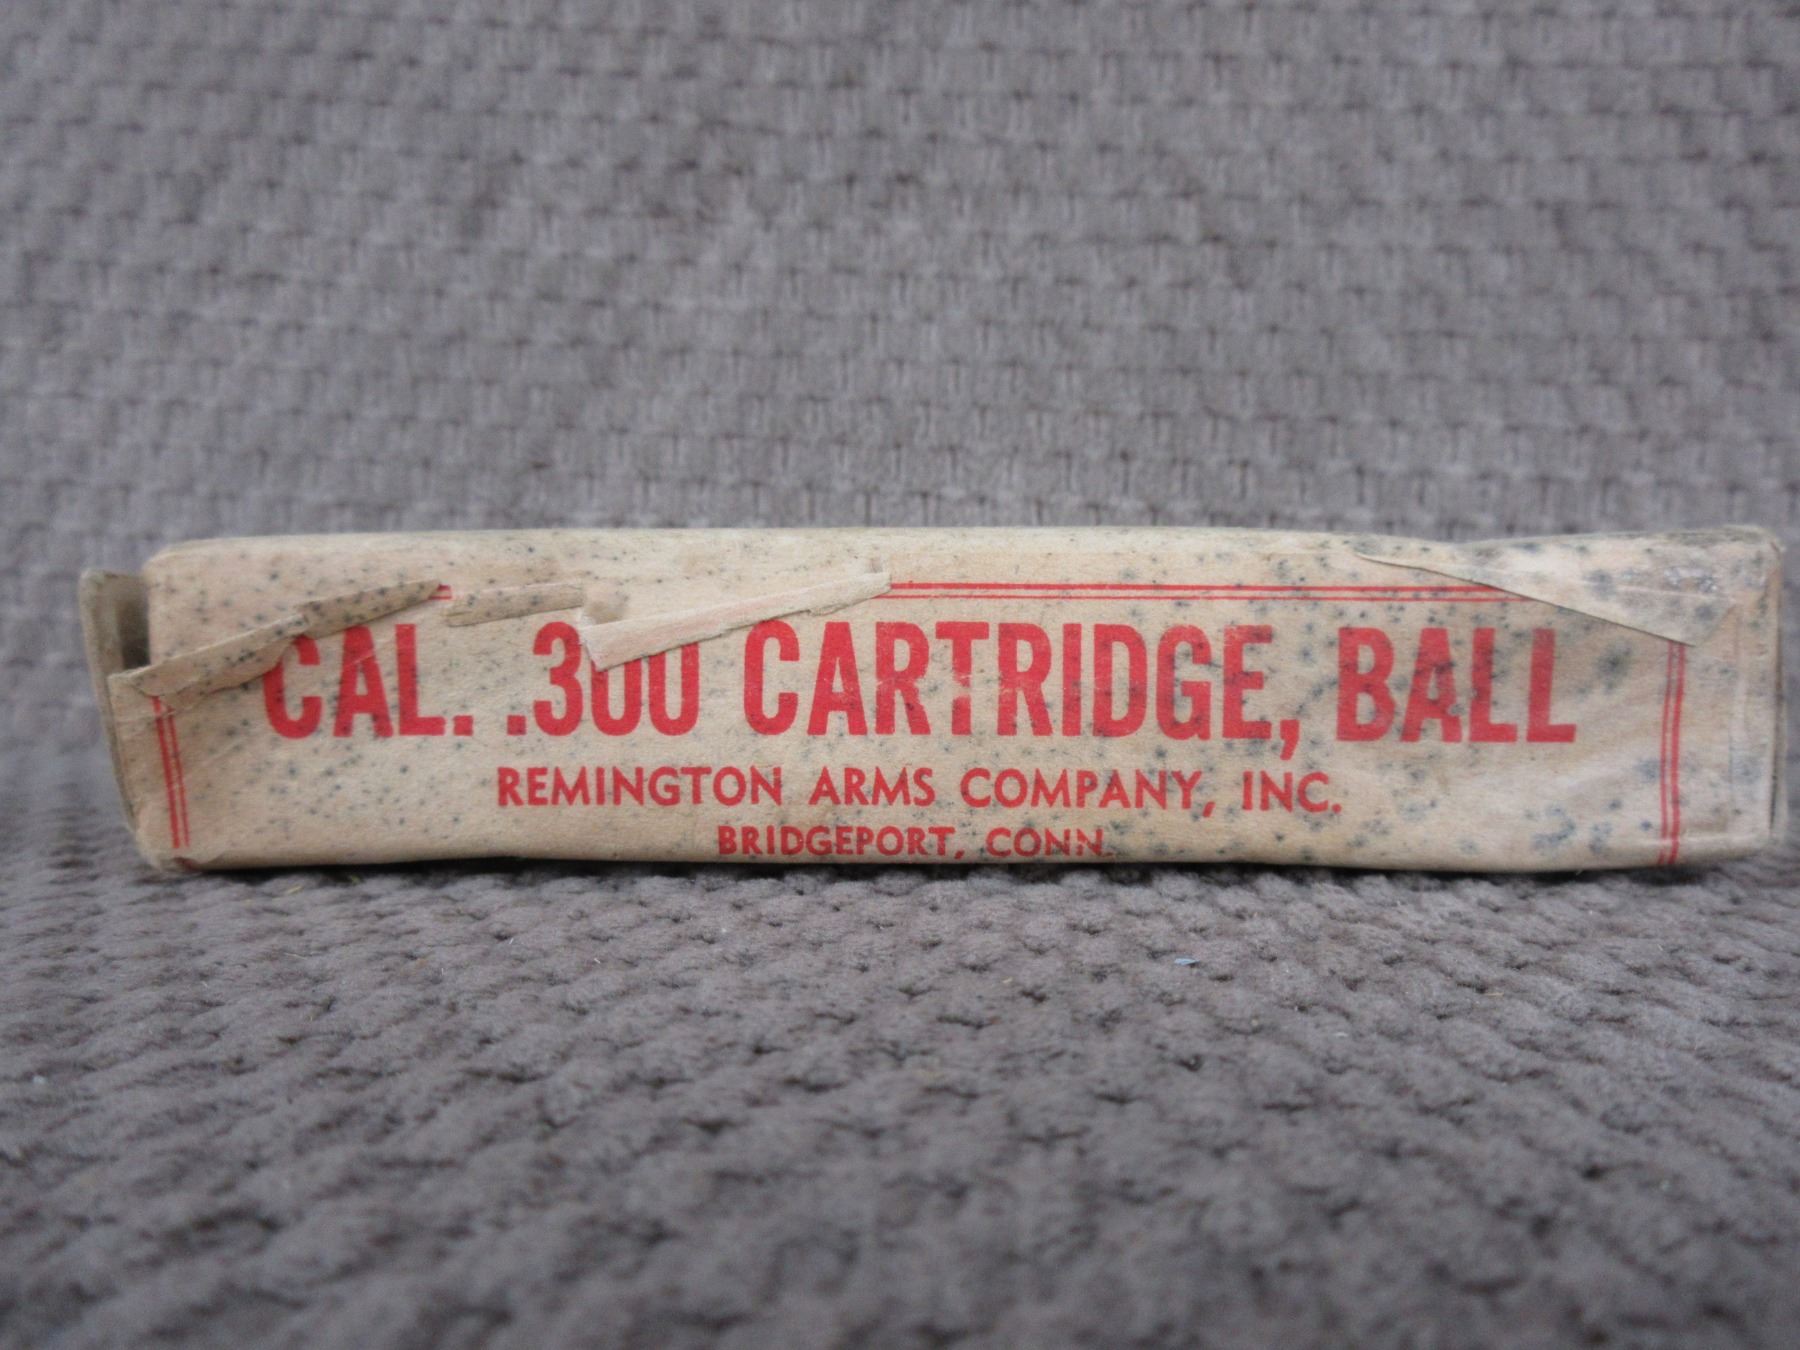 CAL. .300 CARTRIDGE, BALL
REMINGTON ARMS COMPANY, INC.
BRIDGEPORT, CONN.